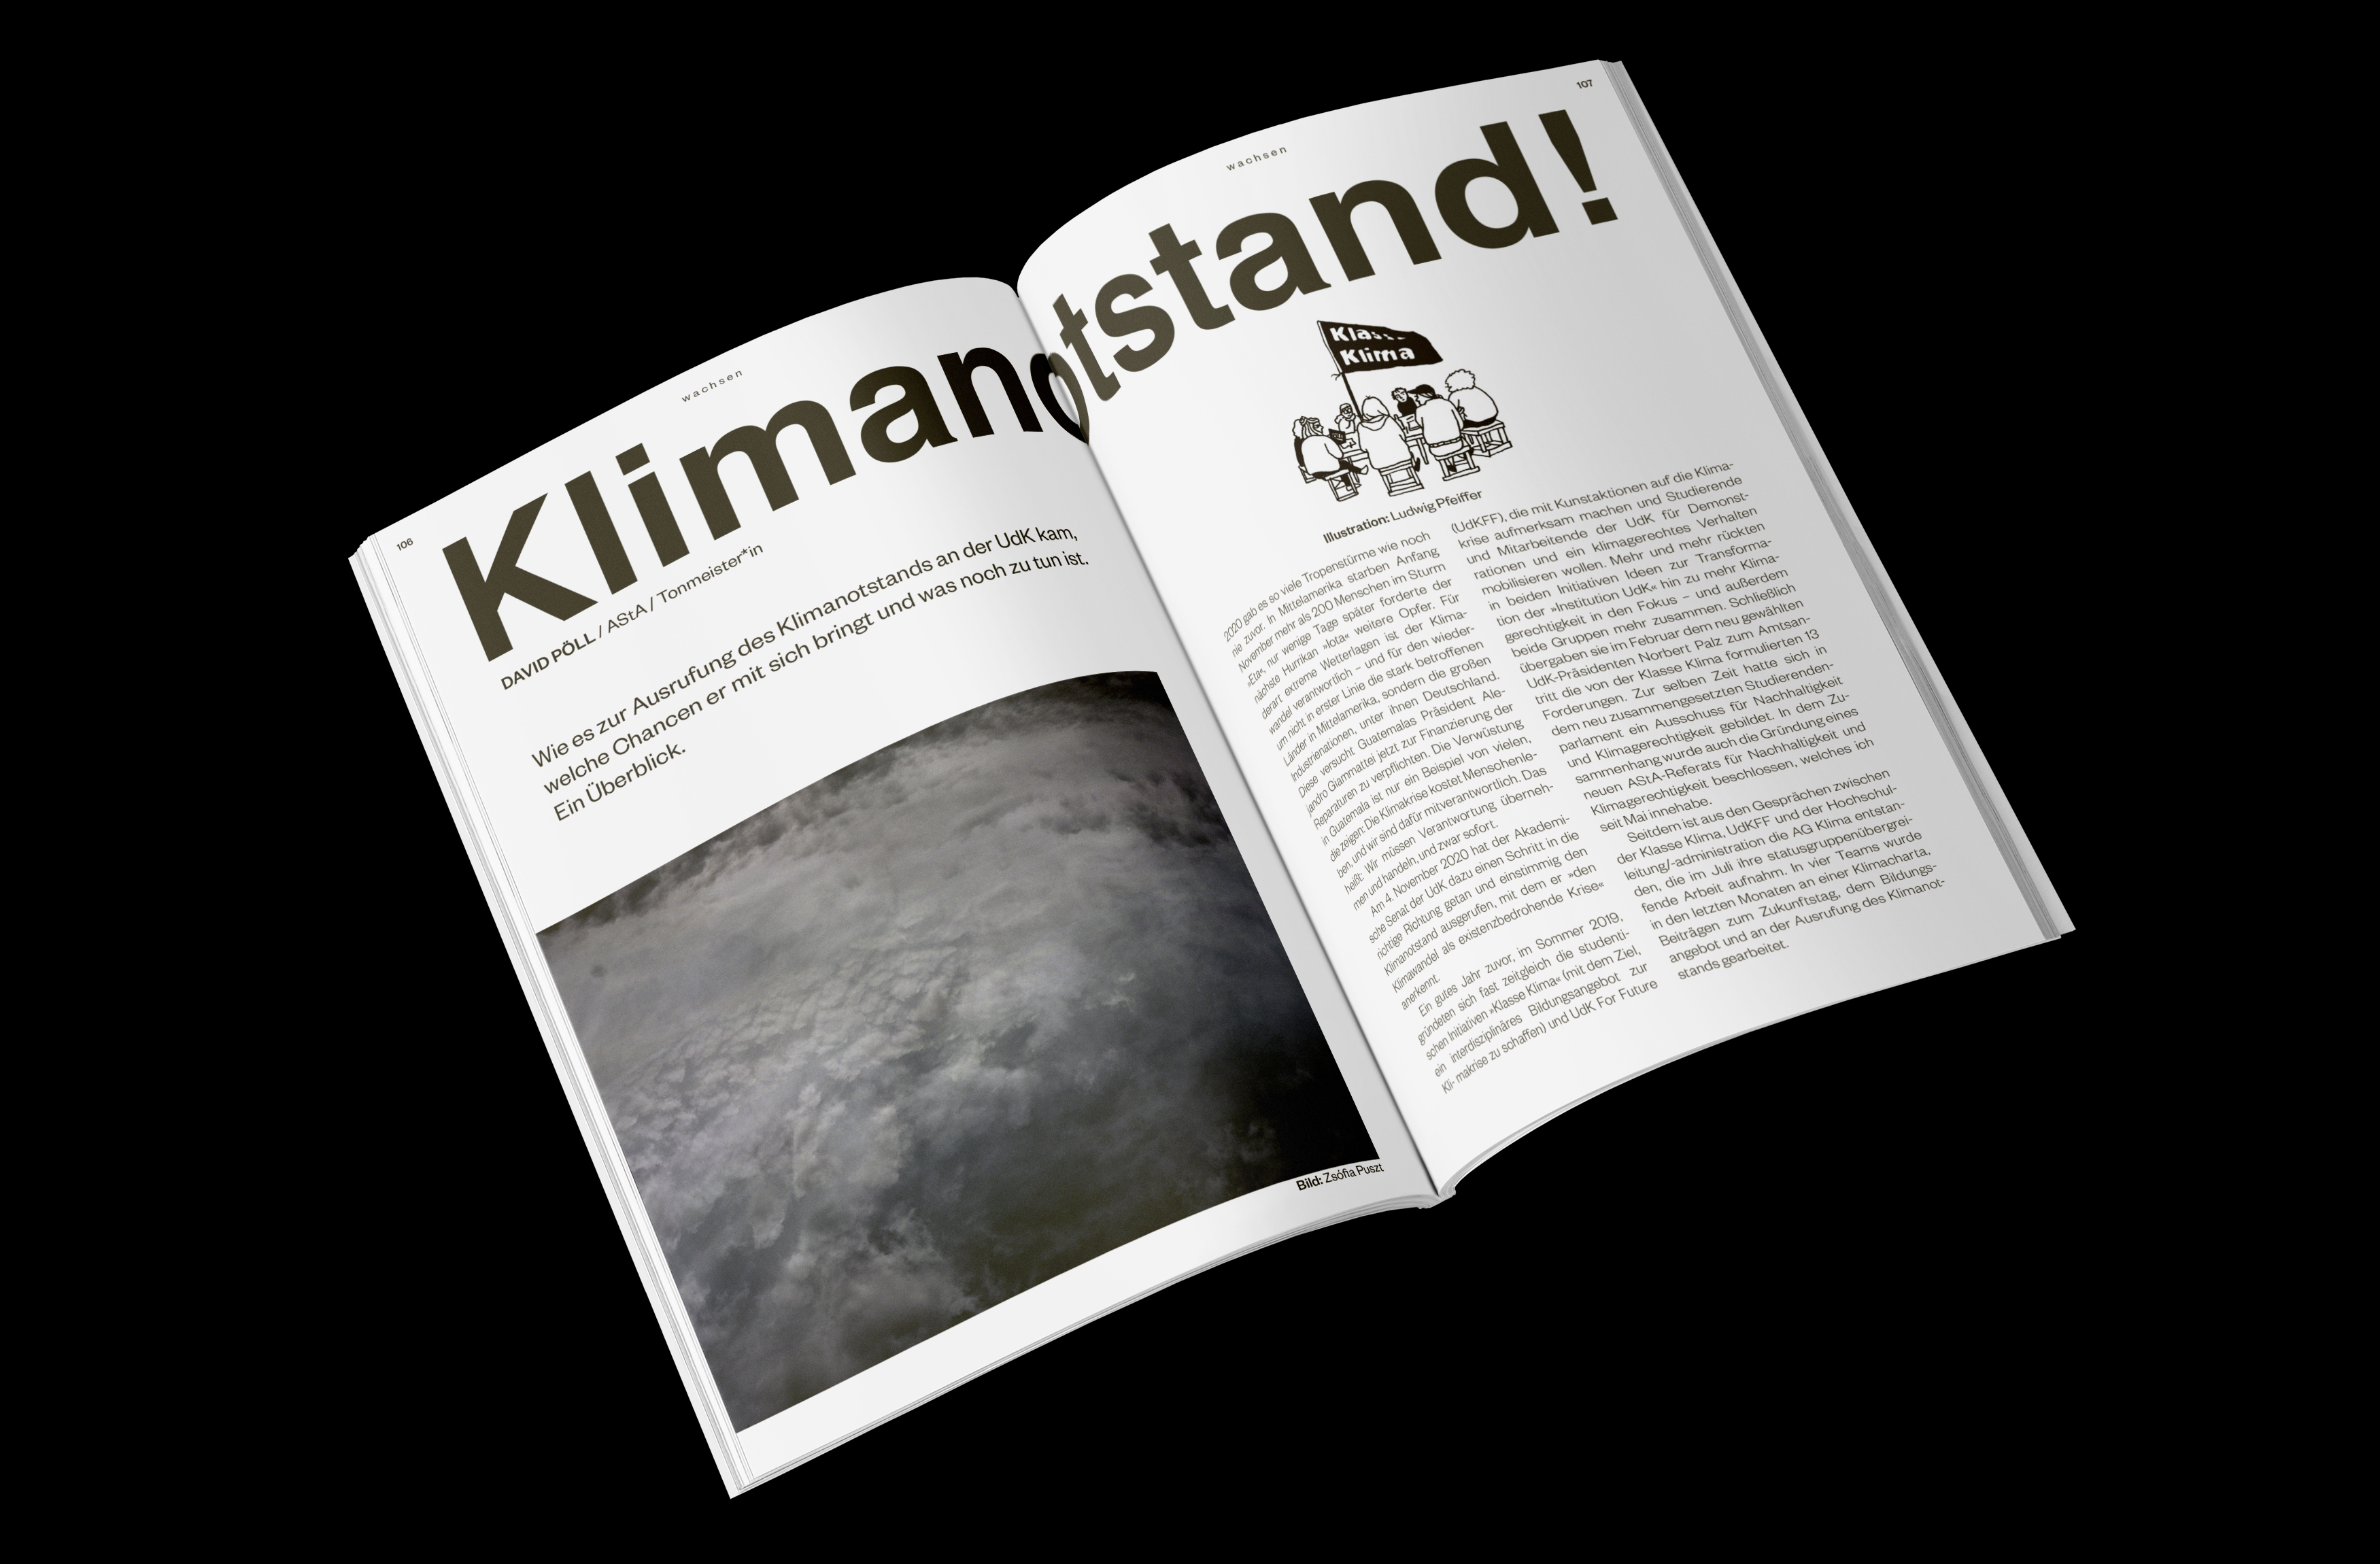 106
wachsen
Klimanotstand!
DAVID PÖLL / AStA / Tonmeister*in
Wie es zur Ausrufung des Klimanotstands an der UdK kam,
welche Chancen er mit sich bringt und was noch zu tun ist.
Ein Überblick.
Bild: Zsófia Puszt
107
wachsen
Klima
Illustration: Ludwig Pfeiffer
2020 gab es so viele Tropenstürme wie noch
nie zuvor. In Mittelamerika starben Anfang
November mehr als 200 Menschen im Sturm
»Eta«, nur wenige Tage später forderte der
nächste Hurrikan »Iota« weitere Opfer. Für
derart extreme Wetterlagen ist der Klima-
wandel verantwortlich – und für den wieder-
um nicht in erster Linie die stark betroffenen
Länder in Mittelamerika, sondern die großen
Industrienationen, unter ihnen Deutschland.
Diese versucht Guatemalas Präsident Ale-
jandro Giammattei jetzt zur Finanzierung der
Reparaturen zu verpflichten. Die Verwüstung
in Guatemala ist nur ein Beispiel von vielen,
die zeigen: Die Klimakrise kostet Menschenle-
ben, und wir sind dafür mitverantwortlich. Das
heißt: Wir müssen Verantwortung überneh-
men und handeln, und zwar sofort.
Am 4. November 2020 hat der Akademi-
sche Senat der UdK dazu einen Schritt in die
richtige Richtung getan und einstimmig den
Klimanotstand ausgerufen, mit dem er »den
Klimawandel als existenzbedrohende Krise«
anerkennt.
Ein gutes Jahr zuvor, im Sommer 2019,
gründeten sich fast zeitgleich die studenti-
schen Initiativen »Klasse Klima« (mit dem Ziel,
ein interdisziplinäres Bildungsangebot zur
Kli- makrise zu schaffen) und UdK For Future
(UdKFF), die mit Kunstaktionen auf die Klima-
krise aufmerksam machen und Studierende
und Mitarbeitende der UdK für Demonst-
rationen und ein klimagerechtes Verhalten
mobilisieren wollen. Mehr und mehr rückten
in beiden Initiativen Ideen zur Transforma-
tion der »Institution UdK« hin zu mehr Klima-
gerechtigkeit in den Fokus – und außerdem
beide Gruppen mehr zusammen. Schließlich
übergaben sie im Februar dem neu gewählten
UdK-Präsidenten Norbert Palz zum Amtsan-
tritt die von der Klasse Klima formulierten 13
Forderungen. Zur selben Zeit hatte sich in
dem neu zusammengesetzten Studierenden-
parlament ein Ausschuss für Nachhaltigkeit
und Klimagerechtigkeit gebildet. In dem Zu-
sammenhang wurde auch die Gründung eines
neuen AStA-Referats für Nachhaltigkeit und
Klimagerechtigkeit beschlossen, welches ich
seit Mai innehabe.
Seitdem ist aus den Gesprächen zwischen
der Klasse Klima, UdKFF und der Hochschul-
leitung/-administration die AG Klima entstan-
den, die im Juli ihre statusgruppenübergrei-
fende Arbeit aufnahm. In vier Teams wurde
in den letzten Monaten an einer Klimacharta,
Beiträgen zum Zukunftstag, dem Bildungs-
angebot und an der Ausrufung des Klimanot-
stands gearbeitet.